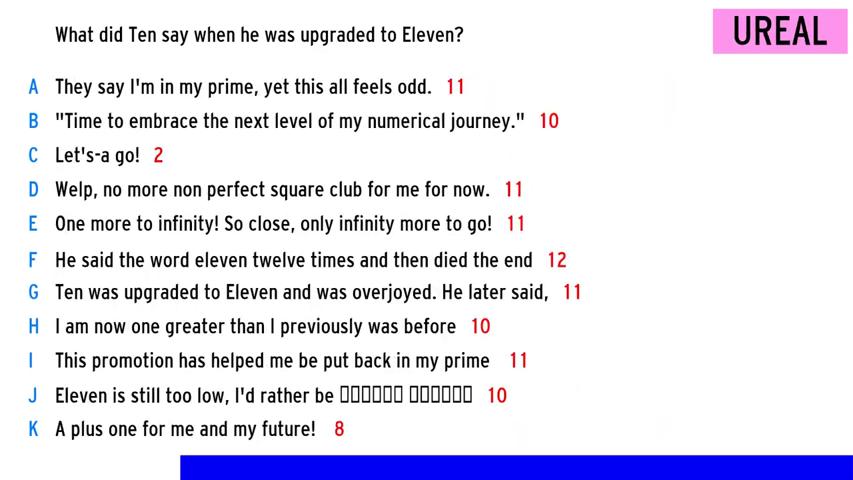 What did Ten say when he was upgraded to Eleven?
UREAL
A They say I'm in my prime, yet this all feels odd. 11
B "Time to embrace the next level of my numerical journey." 10
C Let's-a go! 2
D Welp, no more non perfect square club for me for now. 11
E One more to infinity! So close, only infinity more to go! 11
F He said the word eleven twelve times and then died the end 12
G Ten was upgraded to Eleven and was overjoyed. He later said, 11
H I am now one greater than I previously was before 10
I This promotion has helped me be put back in my prime 11
J Eleven is still too low, I'd rather be 10
K A plus one for me and my future! 8